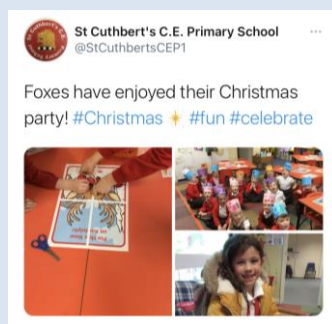 St Cuthbert's C.E. Primary School
@StCuthbertsCEP1
Foxes have enjoyed their Christmas
party! #Christmas #fun #celebrate